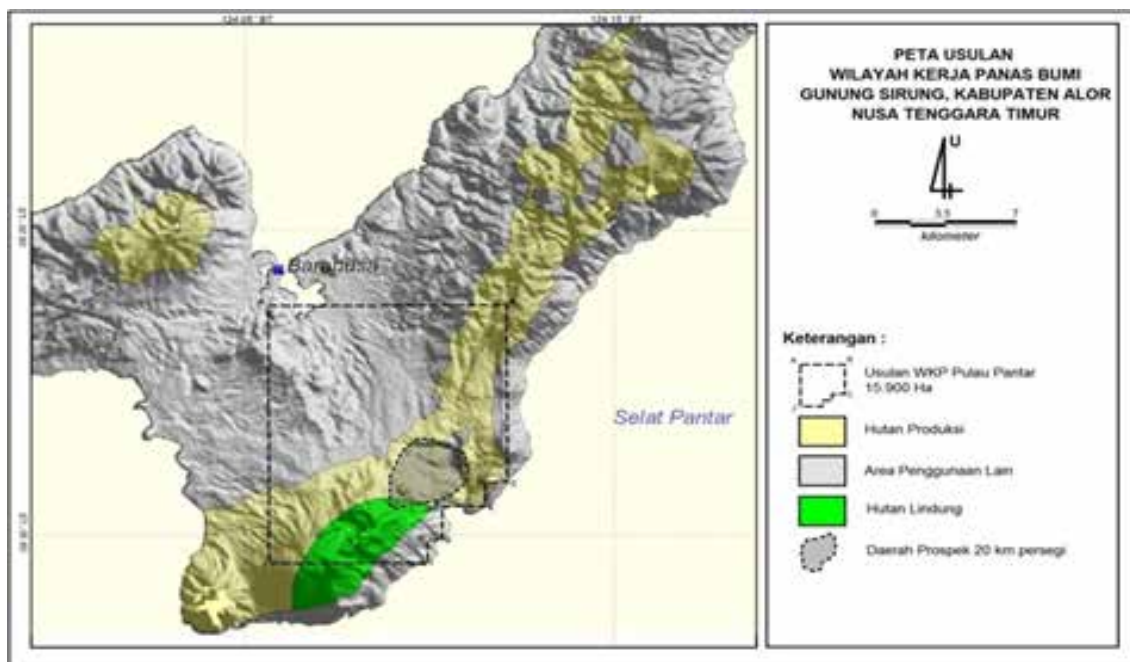 PETA USULAN
WILAYAH KERJA PANAS BUMI
GUNUNG SIRUNG, KABUPATEN ALOR
NUSA TENGGARA TIMUR
U
0 3.5 7
kilometer
Keterangan :
Usulan WKP Pulau Pantar
15.900 Ha
Hutan Produksi
Area Penggunaan Lain
Hutan Lindung
Daerah Prospek 20 km persegi
Baranusa
Selat Pantar